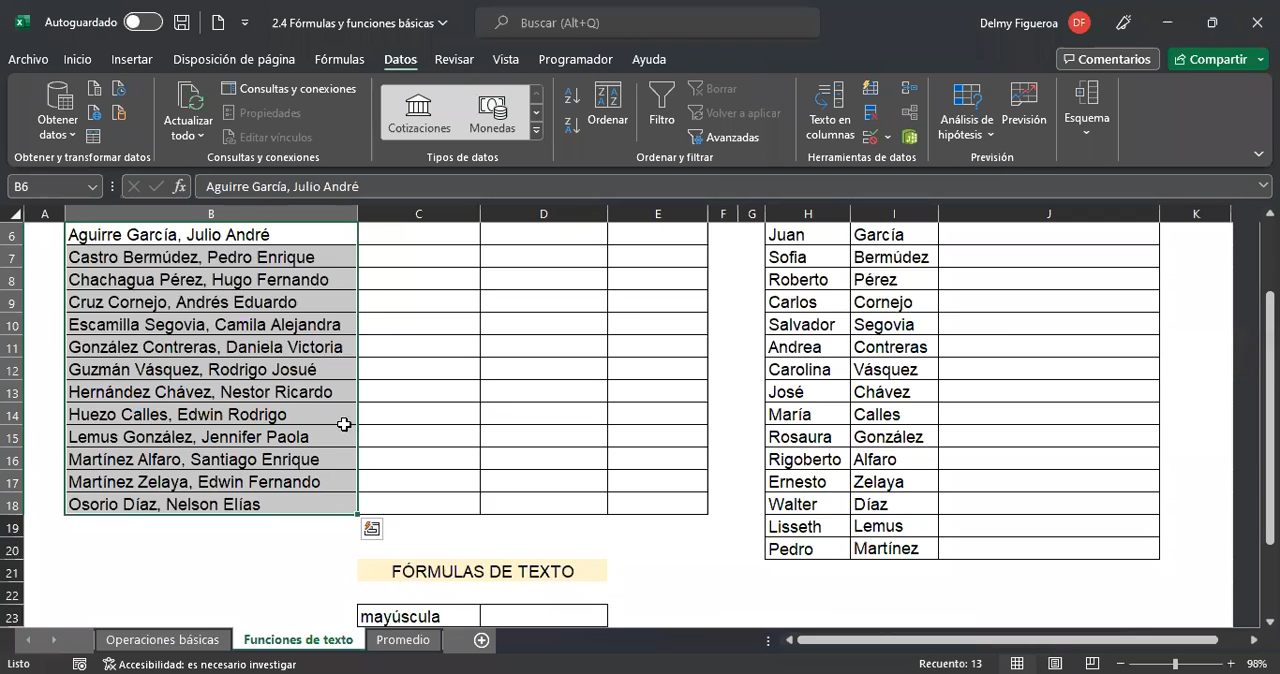 Autoguardado
2.4 Fórmulas y funciones básicas
Buscar (Alt+Q)
Delmy Figueroa
DF
Archivo Inicio Insertar Disposición de página Fórmulas Datos Revisar Vista Programador Ayuda
Comentarios
Compartir
Obtener datos
Obtener y transformar datos
Actualizar todo
Consultas y conexiones
Propiedades
Editar vínculos
Consultas y conexiones
Cotizaciones
Monedas
Tipos de datos
Ordenar
Filtro
Borrar
Volver a aplicar
Avanzadas
Ordenar y filtrar
Texto en columnas
Herramientas de datos
Análisis de hipótesis
Previsión
Previsión
Esquema
B6
fx
Aguirre García, Julio André
A B C D E F G H I J K
6 Aguirre García, Julio André Juan García
7 Castro Bermúdez, Pedro Enrique Sofia Bermúdez
8 Chachagua Pérez, Hugo Fernando Roberto Pérez
9 Cruz Cornejo, Andrés Eduardo Carlos Cornejo
10 Escamilla Segovia, Camila Alejandra Salvador Segovia
11 González Contreras, Daniela Victoria Andrea Contreras
12 Guzmán Vásquez, Rodrigo Josué Carolina Vásquez
13 Hernández Chávez, Nestor Ricardo José Chávez
14 Huezo Calles, Edwin Rodrigo María Calles
15 Lemus González, Jennifer Paola Rosaura González
16 Martínez Alfaro, Santiago Enrique Rigoberto Alfaro
17 Martínez Zelaya, Edwin Fernando Ernesto Zelaya
18 Osorio Díaz, Nelson Elías Walter Díaz
19 Lisseth Lemus
20 Pedro Martínez
21 FÓRMULAS DE TEXTO
22
23 mayúscula
Operaciones básicas Funciones de texto Promedio
Listo
Accesibilidad: es necesario investigar
Recuento: 13
98%